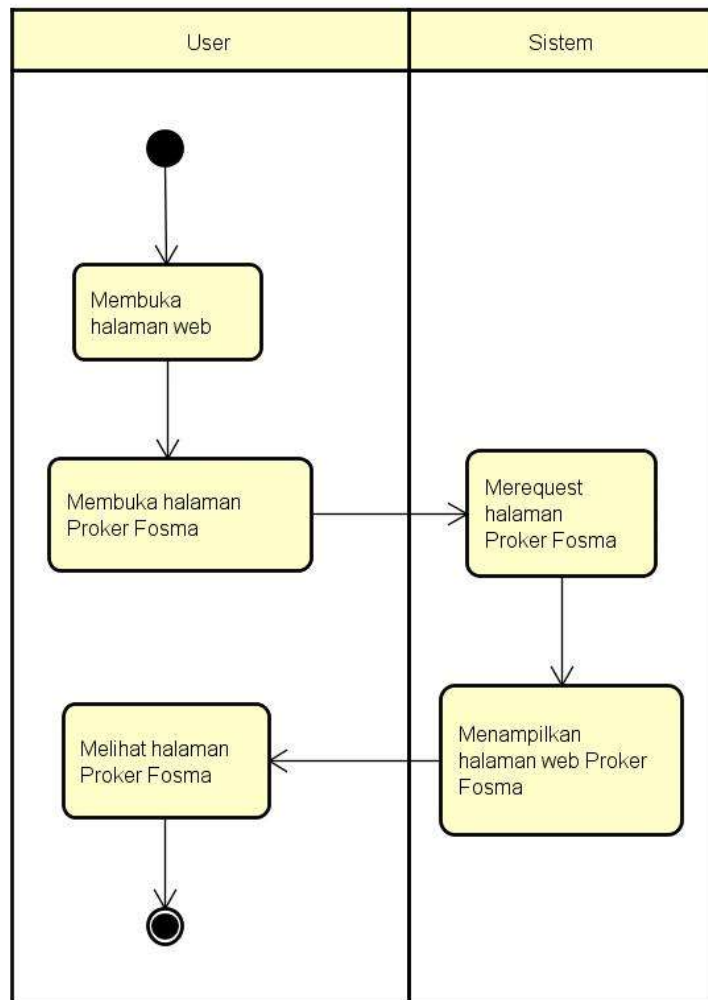 User
Sistem
Membuka
halaman web
Membuka halaman
Proker Fosma
Merequest
halaman
Proker Fosma
Menampilkan
halaman web Proker
Fosma
Melihat halaman
Proker Fosma